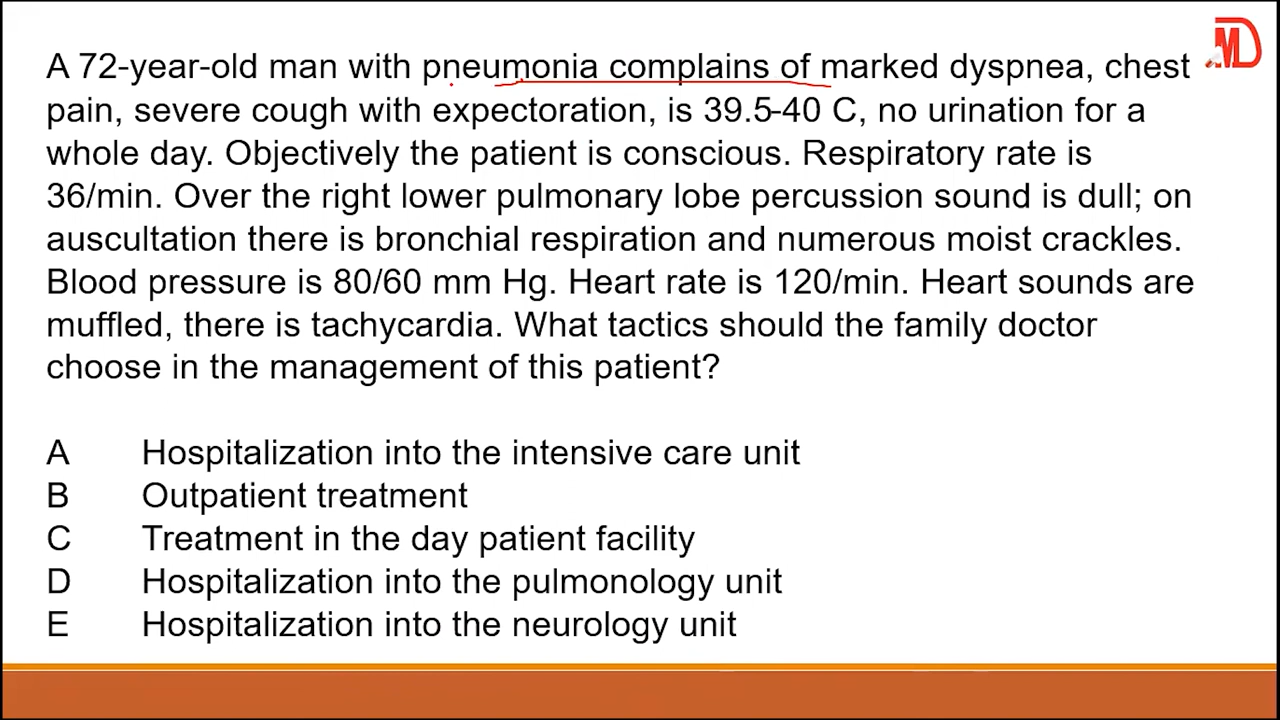 MD
A 72-year-old man with pneumonia complains of marked dyspnea, chest
pain, severe cough with expectoration, is 39.5-40 C, no urination for a
whole day. Objectively the patient is conscious. Respiratory rate is
36/min. Over the right lower pulmonary lobe percussion sound is dull; on
auscultation there is bronchial respiration and numerous moist crackles.
Blood pressure is 80/60 mm Hg. Heart rate is 120/min. Heart sounds are
muffled, there is tachycardia. What tactics should the family doctor
choose in the management of this patient?
A Hospitalization into the intensive care unit
B Outpatient treatment
C Treatment in the day patient facility
D Hospitalization into the pulmonology unit
E Hospitalization into the neurology unit